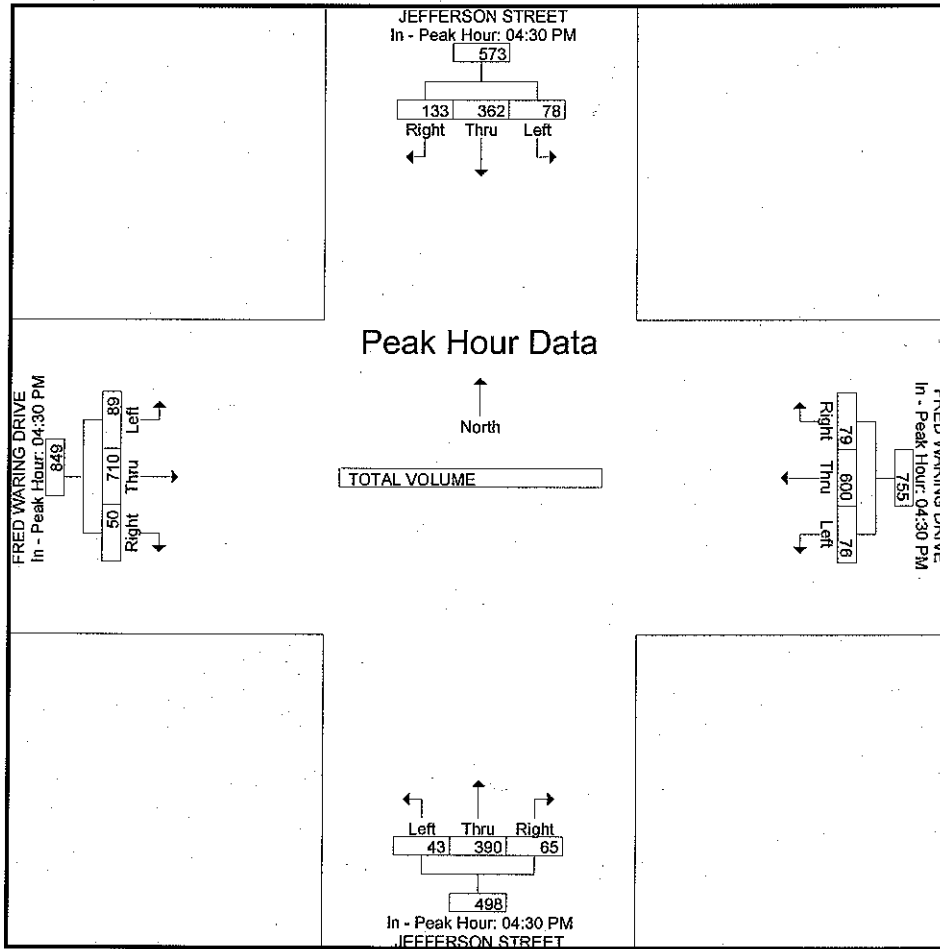 JEFFERSON STREET
In - Peak Hour: 04:30 PM
573
133 362 78
Right Thru Left
Peak Hour Data
North
TOTAL VOLUME
FRED WARING DRIVE
In - Peak Hour: 04:30 PM
849
89 710 50
Left Thru Right
FRED WARING DRIVE
In - Peak Hour: 04:30 PM
755
79 600 76
Right Thru Left
Left Thru Right
43 390 65
498
In - Peak Hour: 04:30 PM
JEFFERSON STREET